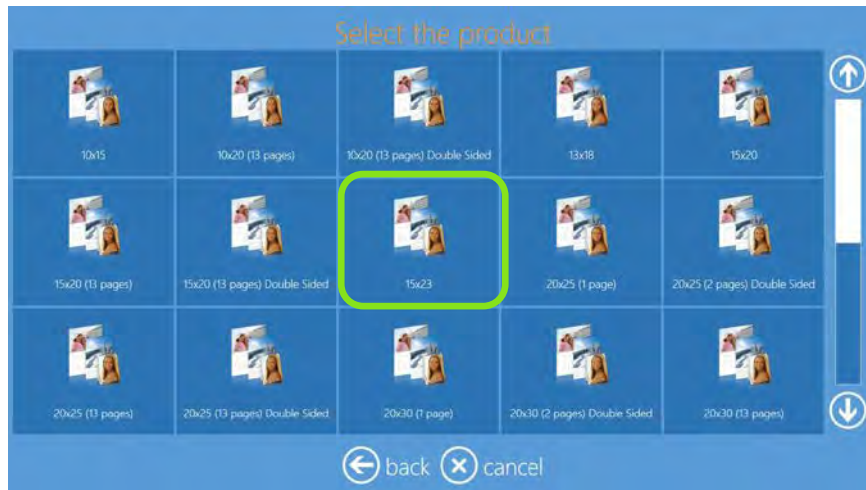 Select the product
10x15
10x20 (13 pages)
10x20 (13 pages) Double Sided
13x18
15x20
15x20 (13 pages)
15x20 (13 pages) Double Sided
15x23
20x25 (1 page)
20x25 (2 pages) Double Sided
20x25 (13 pages)
20x25 (13 pages) Double Sided
20x30 (1 page)
20x30 (2 pages) Double Sided
20x30 (13 pages)
back cancel